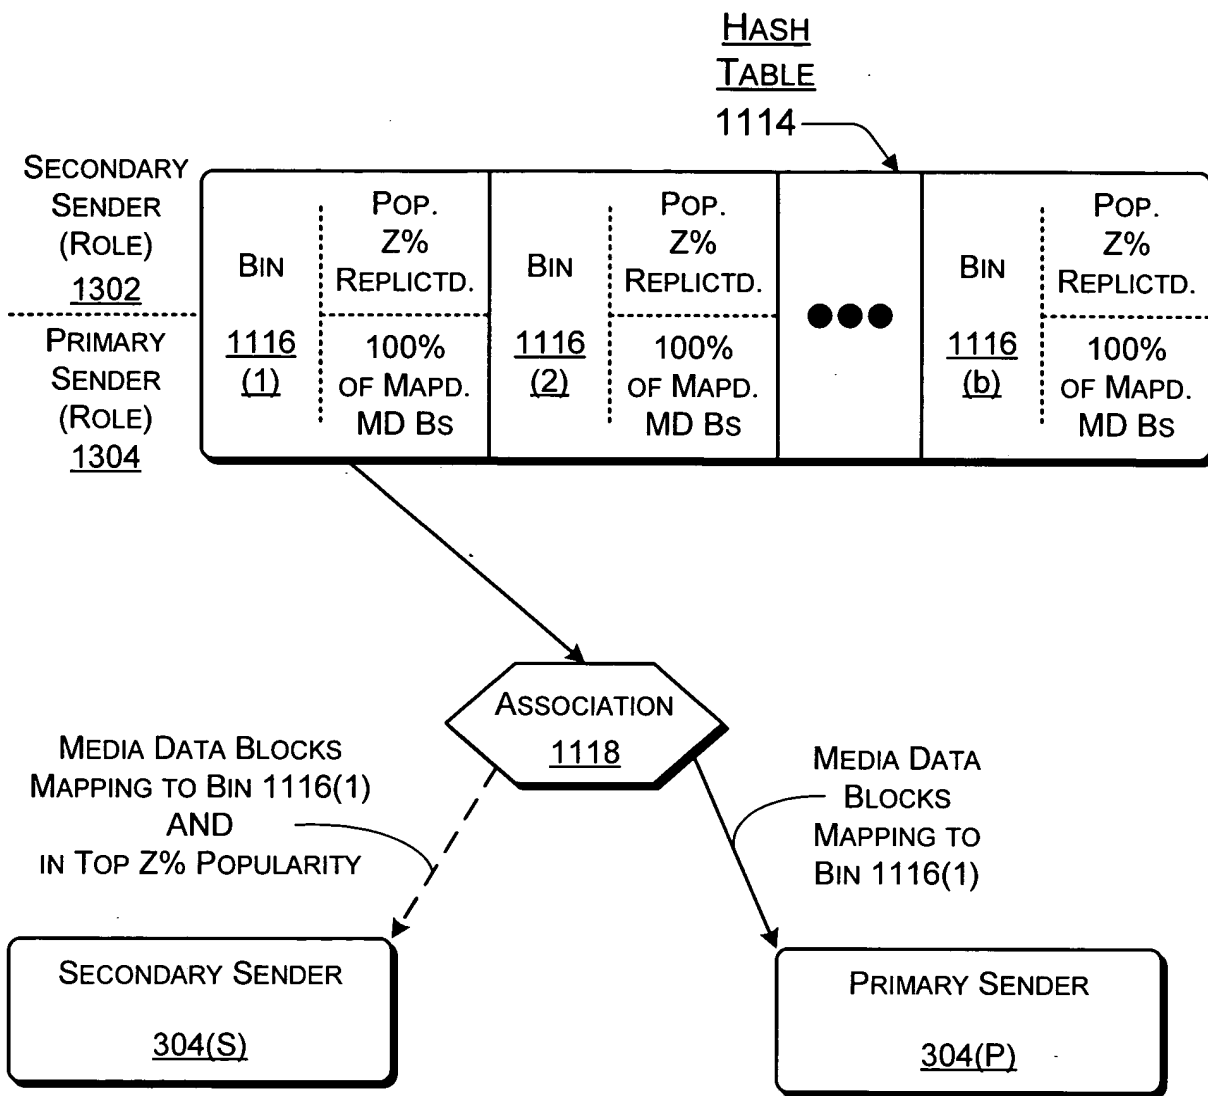 HASH
TABLE
1114
SECONDARY
SENDER
(ROLE)
1302
PRIMARY
SENDER
(ROLE)
1304
BIN
1116
(1)
POP.
Z%
REPLICTD.
100%
OF MAPD.
MD BS
BIN
1116
(2)
POP.
Z%
REPLICTD.
100%
OF MAPD.
MD BS
BIN
1116
(b)
POP.
Z%
REPLICTD.
100%
OF MAPD.
MD BS
ASSOCIATION
1118
MEDIA DATA BLOCKS
MAPPING TO BIN 1116(1)
AND
IN TOP Z% POPULARITY
MEDIA DATA
BLOCKS
MAPPING TO
BIN 1116(1)
SECONDARY SENDER
304(S)
PRIMARY SENDER
304(P)